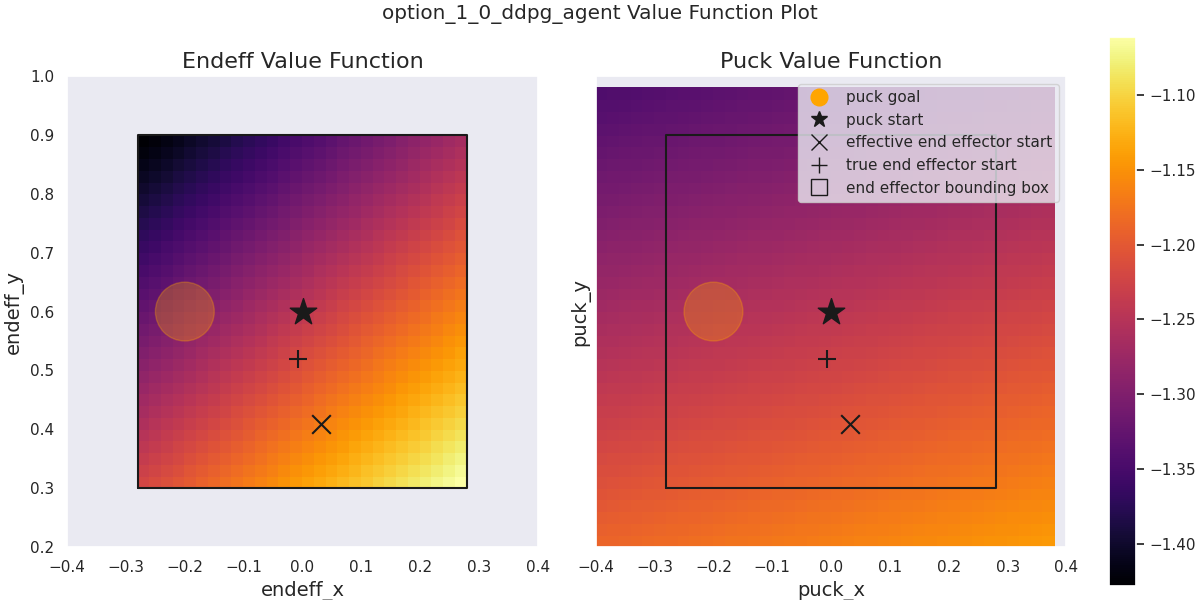 option_1_0_ddpg_agent Value Function Plot
Endeff Value Function
endeff_y
1.0
0.9
0.8
0.7
0.6
0.5
0.4
0.3
0.2
−0.4 −0.3 −0.2 −0.1 0.0 0.1 0.2 0.3 0.4
endeff_x
Puck Value Function
puck goal
puck start
effective end effector start
true end effector start
end effector bounding box
puck_y
−0.4 −0.3 −0.2 −0.1 0.0 0.1 0.2 0.3 0.4
puck_x
−1.10
−1.15
−1.20
−1.25
−1.30
−1.35
−1.40